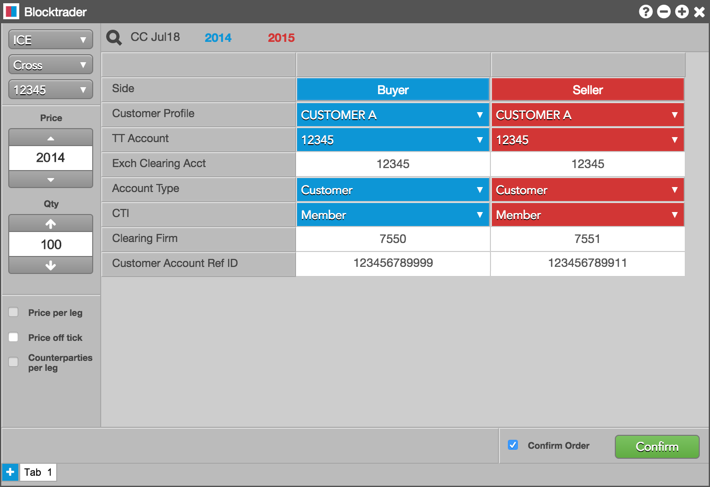 Blocktrader
ICE
Cross
12345
CC Jul18 2014 2015
Price
2014
Qty
100
Price per leg
Price off tick
Counterparties
per leg
Side Buyer Seller
Customer Profile CUSTOMER A CUSTOMER A
TT Account 12345 12345
Exch Clearing Acct 12345 12345
Account Type Customer Customer
CTI Member Member
Clearing Firm 7550 7551
Customer Account Ref ID 123456789999 123456789911
Confirm Order Confirm
+ Tab 1